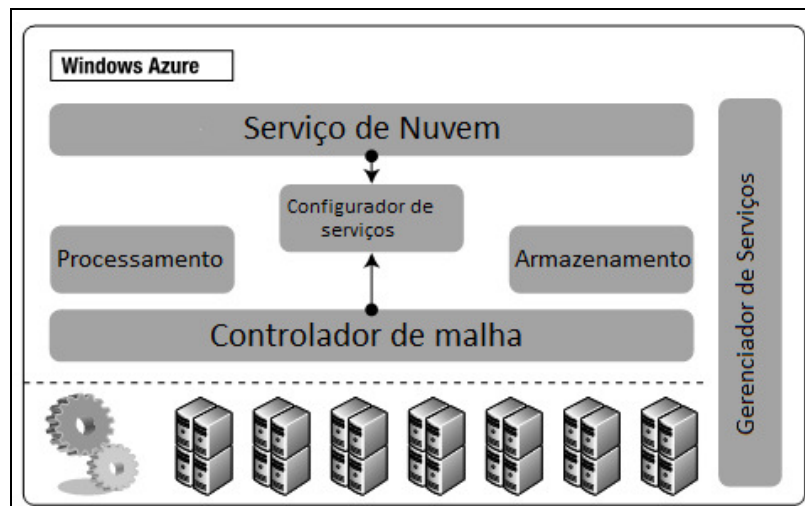 Windows Azure
Serviço de Nuvem
Configurador de
serviços
Processamento
Armazenamento
Controlador de malha
Gerenciador de Serviços